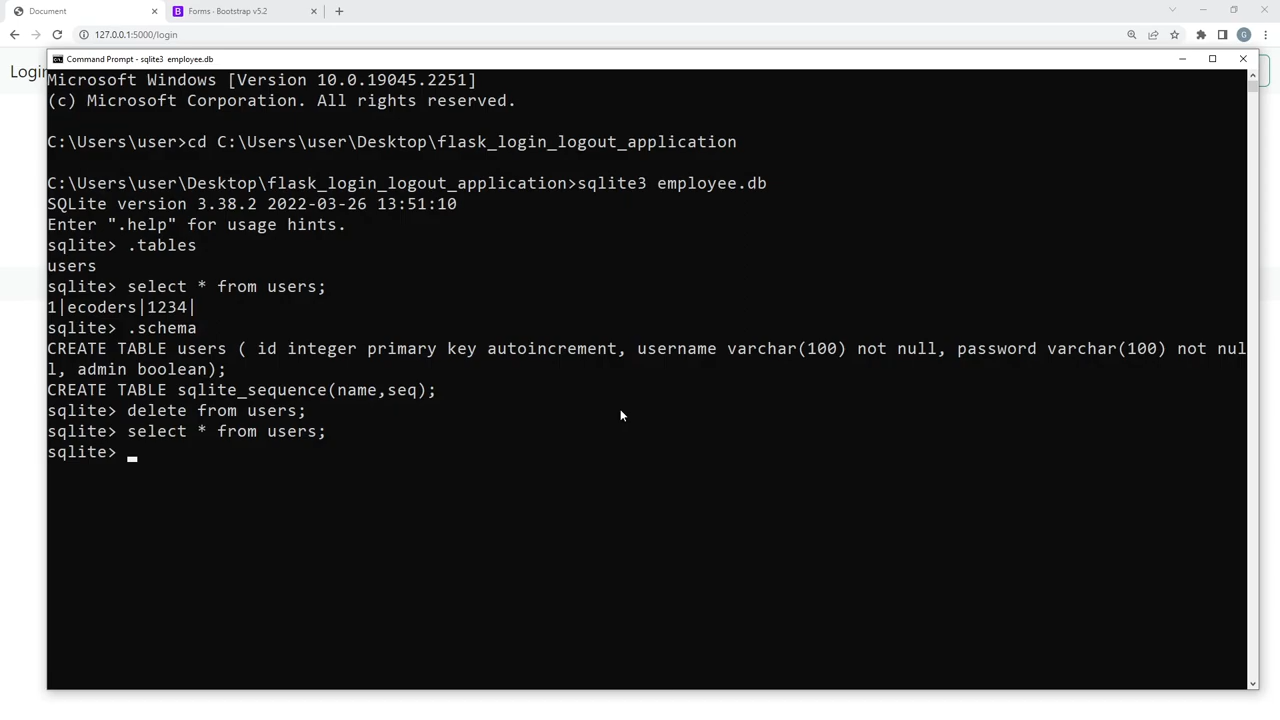 Document
Forms · Bootstrap v5.2
127.0.0.1:5000/login
G
Login
Command Prompt - sqlite3 employee.db
Microsoft Windows [Version 10.0.19045.2251]
(c) Microsoft Corporation. All rights reserved.
C:\Users\user>cd C:\Users\user\Desktop\flask_login_logout_application
C:\Users\user\Desktop\flask_login_logout_application>sqlite3 employee.db
SQLite version 3.38.2 2022-03-26 13:51:10
Enter ".help" for usage hints.
sqlite> .tables
users
sqlite> select * from users;
1|ecoders|1234|
sqlite> .schema
CREATE TABLE users ( id integer primary key autoincrement, username varchar(100) not null, password varchar(100) not nul
l, admin boolean);
CREATE TABLE sqlite_sequence(name,seq);
sqlite> delete from users;
sqlite> select * from users;
sqlite>